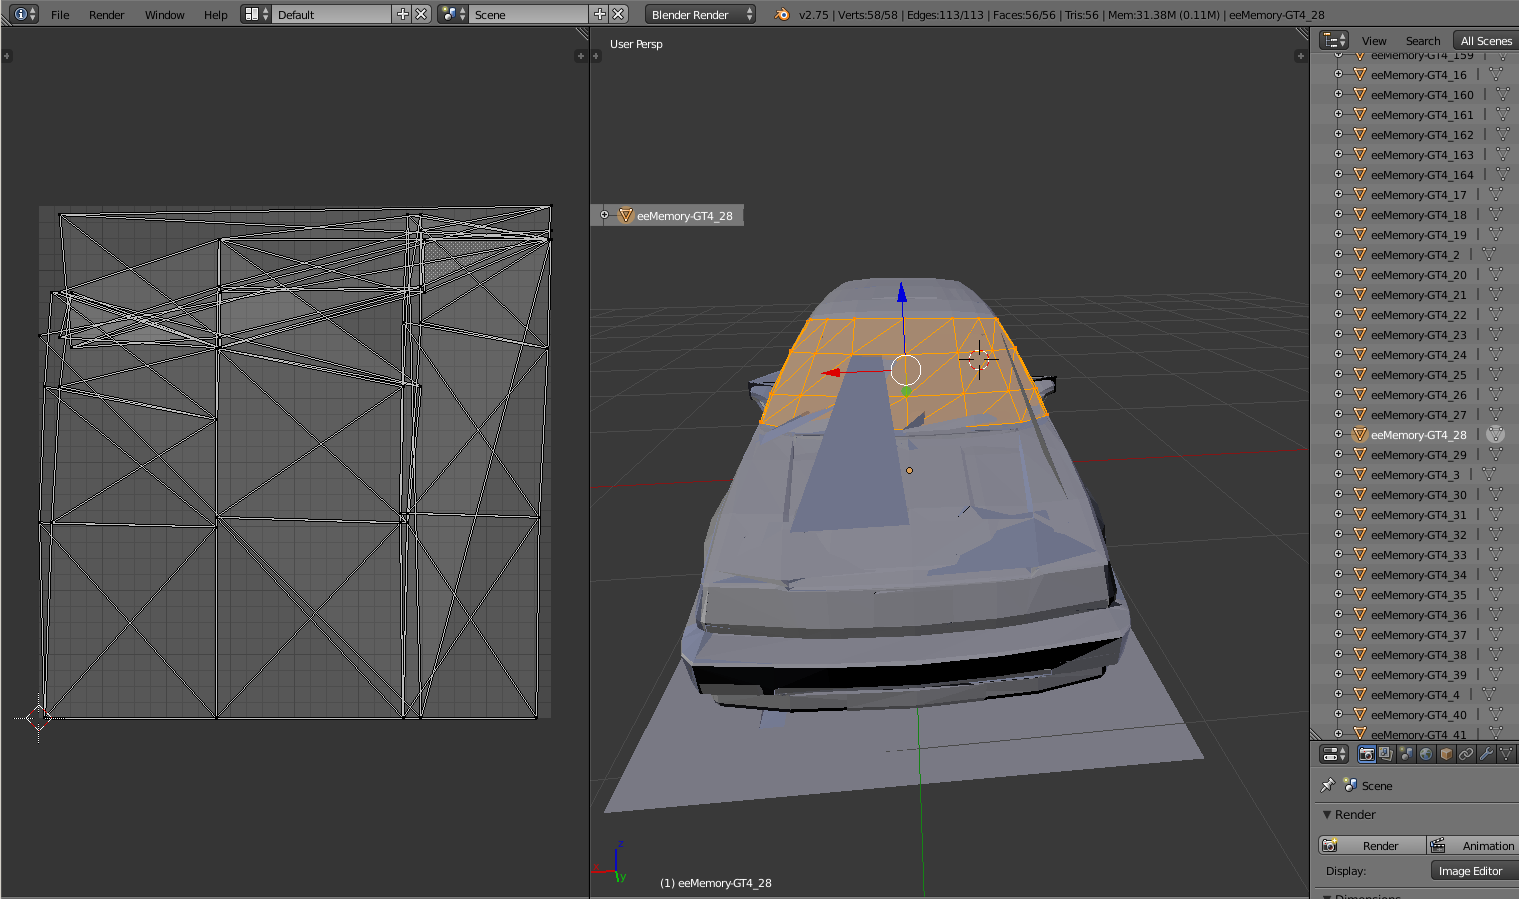 File Render Window Help Default Scene Blender Render v2.75 | Verts:58/58 | Edges:113/113 | Faces:56/56 | Tris:56 | Mem:31.38M (0.11M) | eeMemory-GT4_28
User Persp
View Search All Scenes
eeMemory-GT4_159
eeMemory-GT4_16
eeMemory-GT4_160
eeMemory-GT4_161
eeMemory-GT4_162
eeMemory-GT4_163
eeMemory-GT4_164
eeMemory-GT4_17
eeMemory-GT4_18
eeMemory-GT4_19
eeMemory-GT4_2
eeMemory-GT4_20
eeMemory-GT4_21
eeMemory-GT4_22
eeMemory-GT4_23
eeMemory-GT4_24
eeMemory-GT4_25
eeMemory-GT4_26
eeMemory-GT4_27
eeMemory-GT4_28
eeMemory-GT4_29
eeMemory-GT4_3
eeMemory-GT4_30
eeMemory-GT4_31
eeMemory-GT4_32
eeMemory-GT4_33
eeMemory-GT4_34
eeMemory-GT4_35
eeMemory-GT4_36
eeMemory-GT4_37
eeMemory-GT4_38
eeMemory-GT4_39
eeMemory-GT4_4
eeMemory-GT4_40
eeMemory-GT4_41
eeMemory-GT4_28
z
x
y
(1) eeMemory-GT4_28
Scene
Render
Render Animation
Display: Image Editor
Dimensions